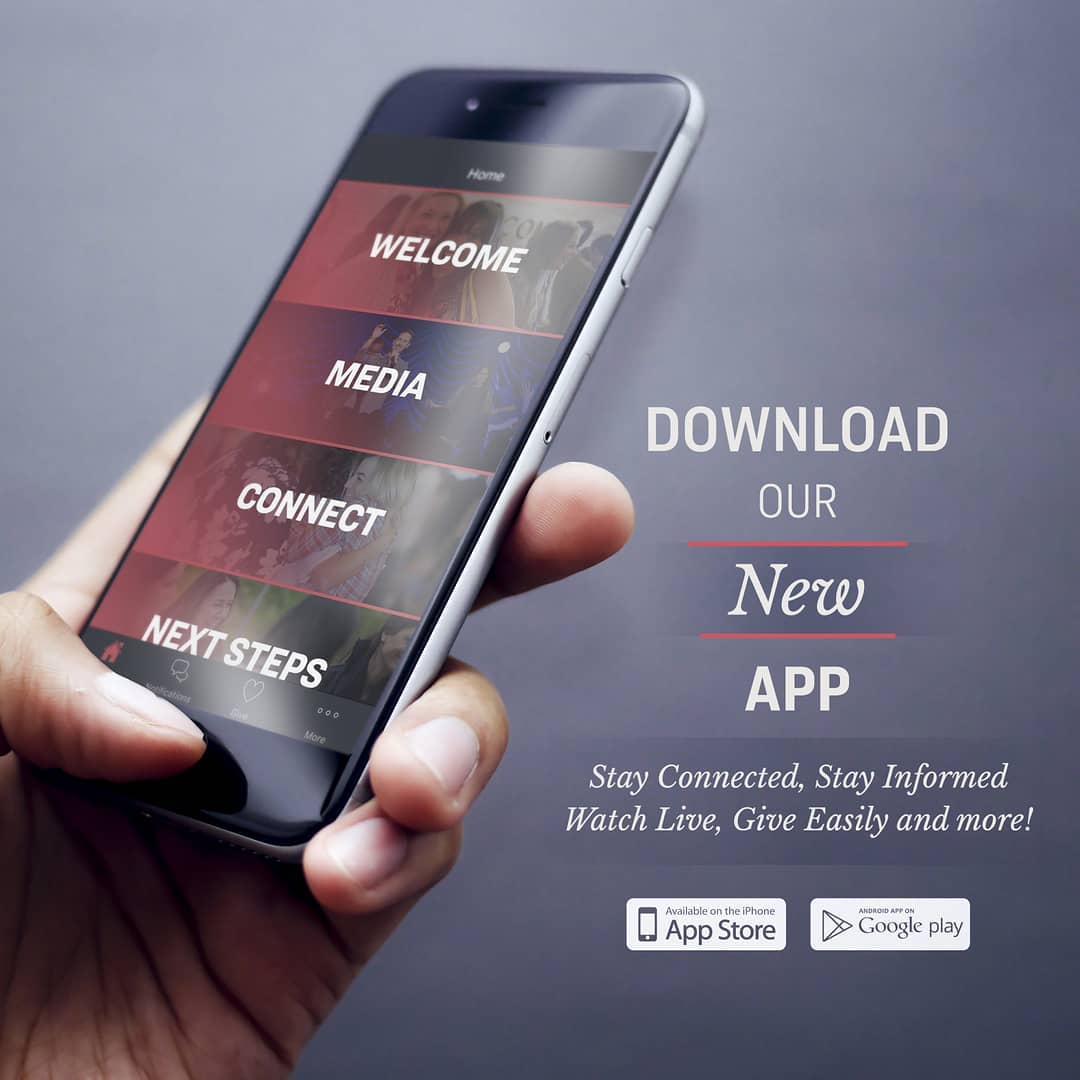 Home
WELCOME
MEDIA
CONNECT
NEXT STEPS
Notifications
Give
More
DOWNLOAD
OUR
New
APP
Stay Connected, Stay Informed
Watch Live, Give Easily and more!
Available on the iPhone
App Store
ANDROID APP ON
Google play